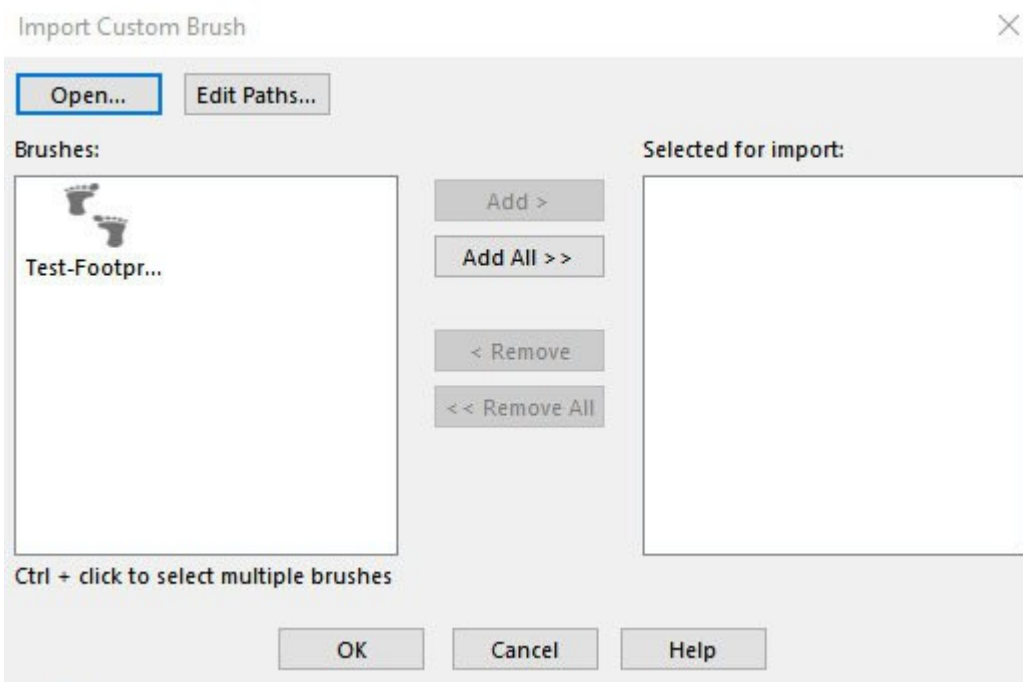 Import Custom Brush
Open...
Edit Paths...
Brushes:
Selected for import:
Test-Footpr...
Add >
Add All >>
< Remove
<< Remove All
Ctrl + click to select multiple brushes
OK
Cancel
Help